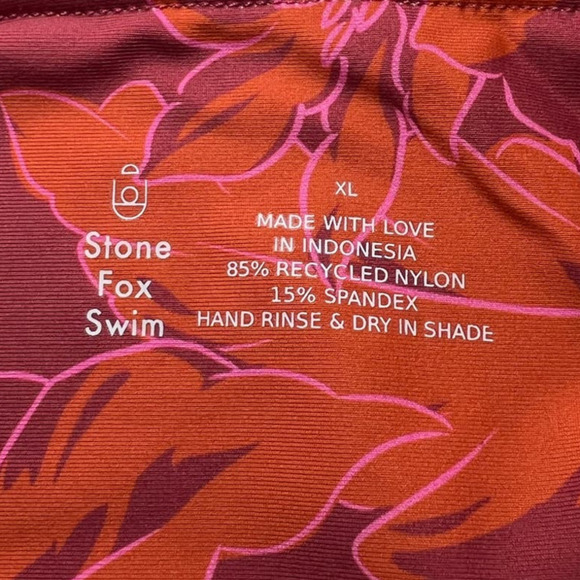 Stone
Fox
Swim
XL
MADE WITH LOVE
IN INDONESIA
85% RECYCLED NYLON
15% SPANDEX
HAND RINSE & DRY IN SHADE